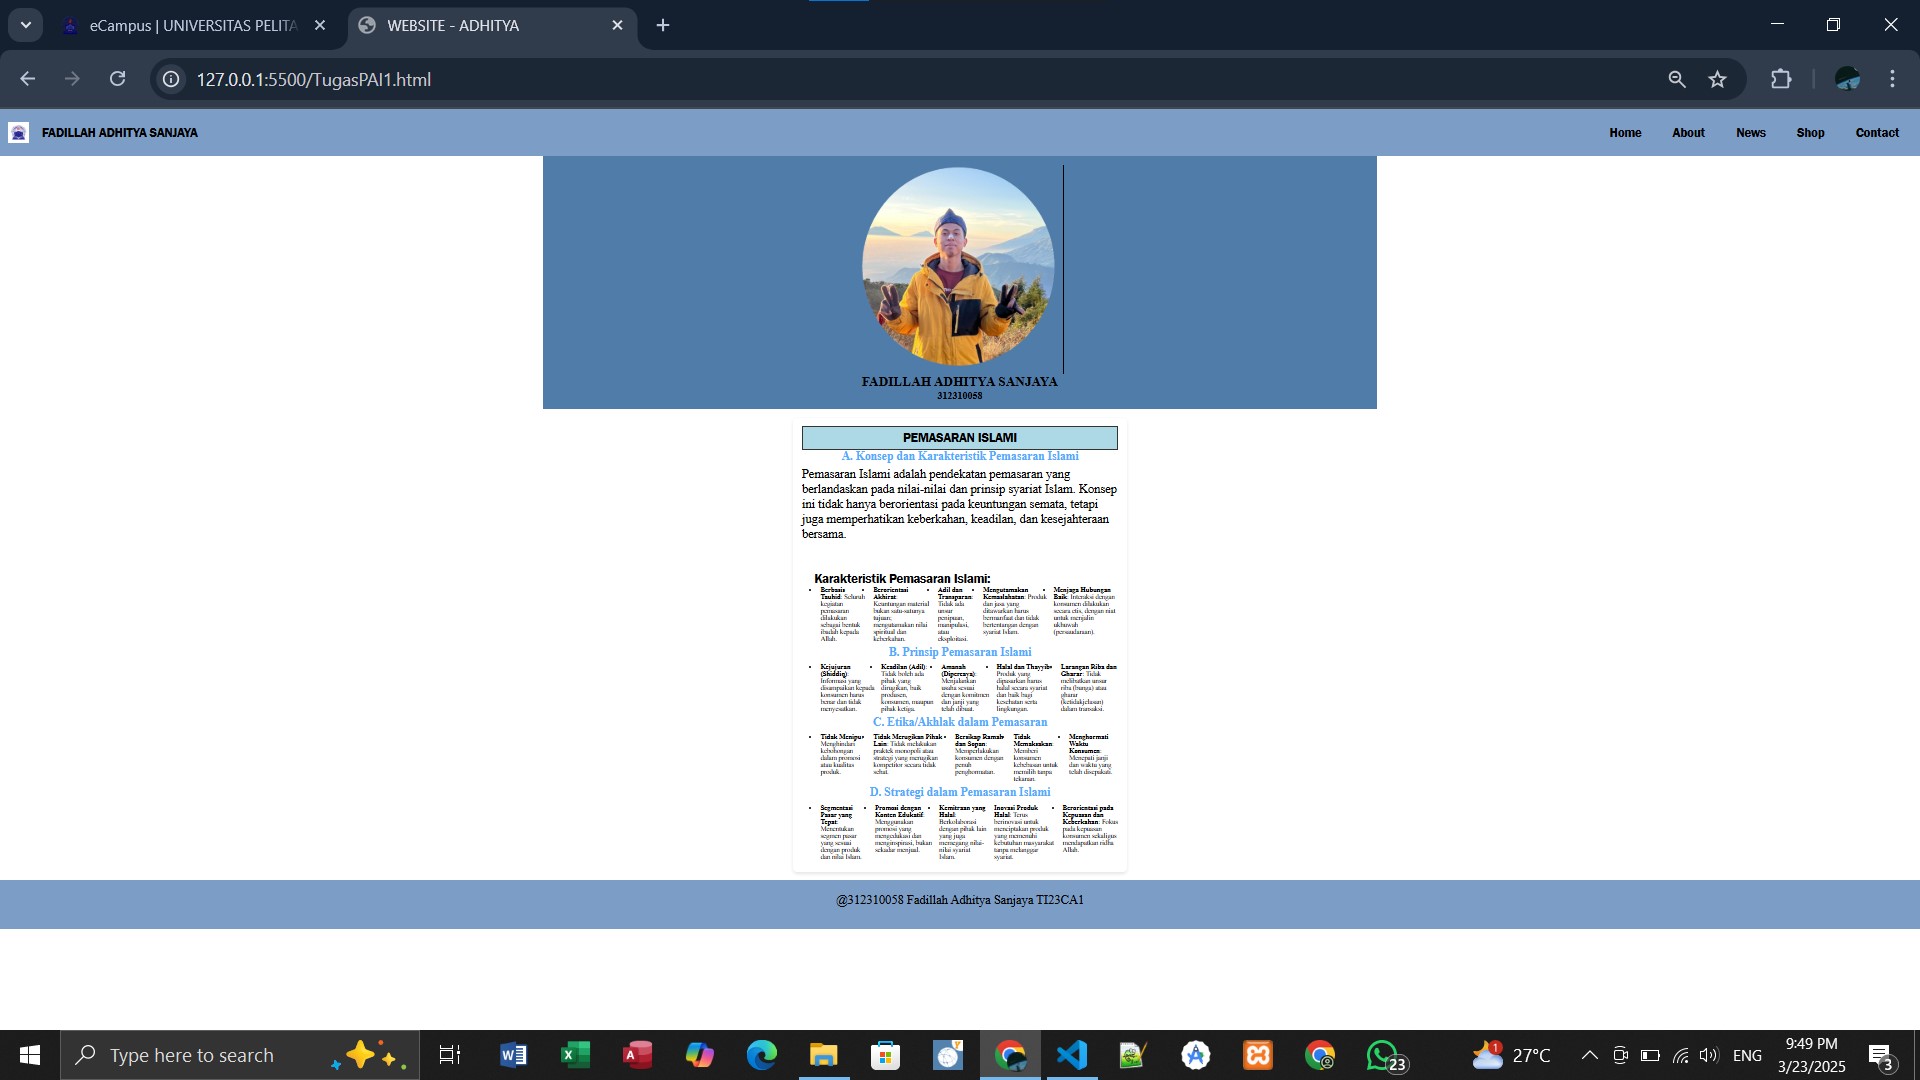 eCampus | UNIVERSITAS PELITA
WEBSITE - ADHITYA
127.0.0.1:5500/TugasPAI1.html
FADILLAH ADHITYA SANJAYA
Home About News Shop Contact
FADILLAH ADHITYA SANJAYA
312310058
PEMASARAN ISLAMI
A. Konsep dan Karakteristik Pemasaran Islami
Pemasaran Islami adalah pendekatan pemasaran yang
berlandaskan pada nilai-nilai dan prinsip syariat Islam. Konsep
ini tidak hanya berorientasi pada keuntungan semata, tetapi
juga memperhatikan keberkahan, keadilan, dan kesejahteraan
bersama.
Karakteristik Pemasaran Islami:
• Berbasis
Tauhid: Seluruh
kegiatan
pemasaran
dilakukan
sebagai bentuk
ibadah kepada
Allah.
• Berorientasi
Akhirat:
Keuntungan material
bukan satu-satunya
tujuan;
mengutamakan nilai
spiritual dan
keberkahan.
• Adil dan
Transparan:
Tidak ada
unsur
penipuan,
manipulasi,
atau
eksploitasi.
• Mengutamakan
Kemaslahatan: Produk
dan jasa yang
ditawarkan harus
bermanfaat dan tidak
bertentangan dengan
syariat Islam.
• Menjaga Hubungan
Baik: Interaksi dengan
konsumen dilakukan
secara etis, dengan niat
untuk menjalin
ukhuwah
(persaudaraan).
B. Prinsip Pemasaran Islami
• Kejujuran
(Shiddiq):
Informasi yang
disampaikan kepada
konsumen harus
benar dan tidak
menyesatkan.
• Keadilan (Adil):
Tidak boleh ada
pihak yang
dirugikan, baik
produsen,
konsumen, maupun
pihak ketiga.
• Amanah
(Dipercaya):
Menjalankan
usaha sesuai
dengan komitmen
dan janji yang
telah dibuat.
• Halal dan Thayyib:
Produk yang
dipasarkan harus
halal secara syariat
dan baik bagi
kesehatan serta
lingkungan.
• Larangan Riba dan
Gharar: Tidak
melibatkan unsur
riba (bunga) atau
gharar
(ketidakjelasan)
dalam transaksi.
C. Etika/Akhlak dalam Pemasaran
• Tidak Menipu:
Menghindari
kebohongan
dalam promosi
atau kualitas
produk.
• Tidak Merugikan Pihak
Lain: Tidak melakukan
praktek monopoli atau
strategi yang merugikan
kompetitor secara tidak
sehat.
• Bersikap Ramah
dan Sopan:
Memperlakukan
konsumen dengan
penuh
penghormatan.
• Tidak
Memaksakan:
Memberi
konsumen
kebebasan untuk
memilih tanpa
tekanan.
• Menghormati
Waktu
Konsumen:
Menepati janji
dan waktu yang
telah disepakati.
D. Strategi dalam Pemasaran Islami
• Segmentasi
Pasar yang
Tepat:
Menentukan
segmen pasar
yang sesuai
dengan produk
dan nilai Islam.
• Promosi dengan
Konten Edukatif:
Menggunakan
promosi yang
mengedukasi dan
menginspirasi, bukan
sekadar menjual.
• Kemitraan yang
Halal:
Berkolaborasi
dengan pihak lain
yang juga
memegang nilai-
nilai syariat
Islam.
• Inovasi Produk
Halal: Terus
berinovasi untuk
menciptakan produk
yang memenuhi
kebutuhan masyarakat
tanpa melanggar
syariat.
• Berorientasi pada
Kepuasan dan
Keberkahan: Fokus
pada kepuasan
konsumen sekaligus
mendapatkan ridha
Allah.
@312310058 Fadillah Adhitya Sanjaya TI23CA1
Type here to search
23
1
27°C
ENG
9:49 PM
3/23/2025
3